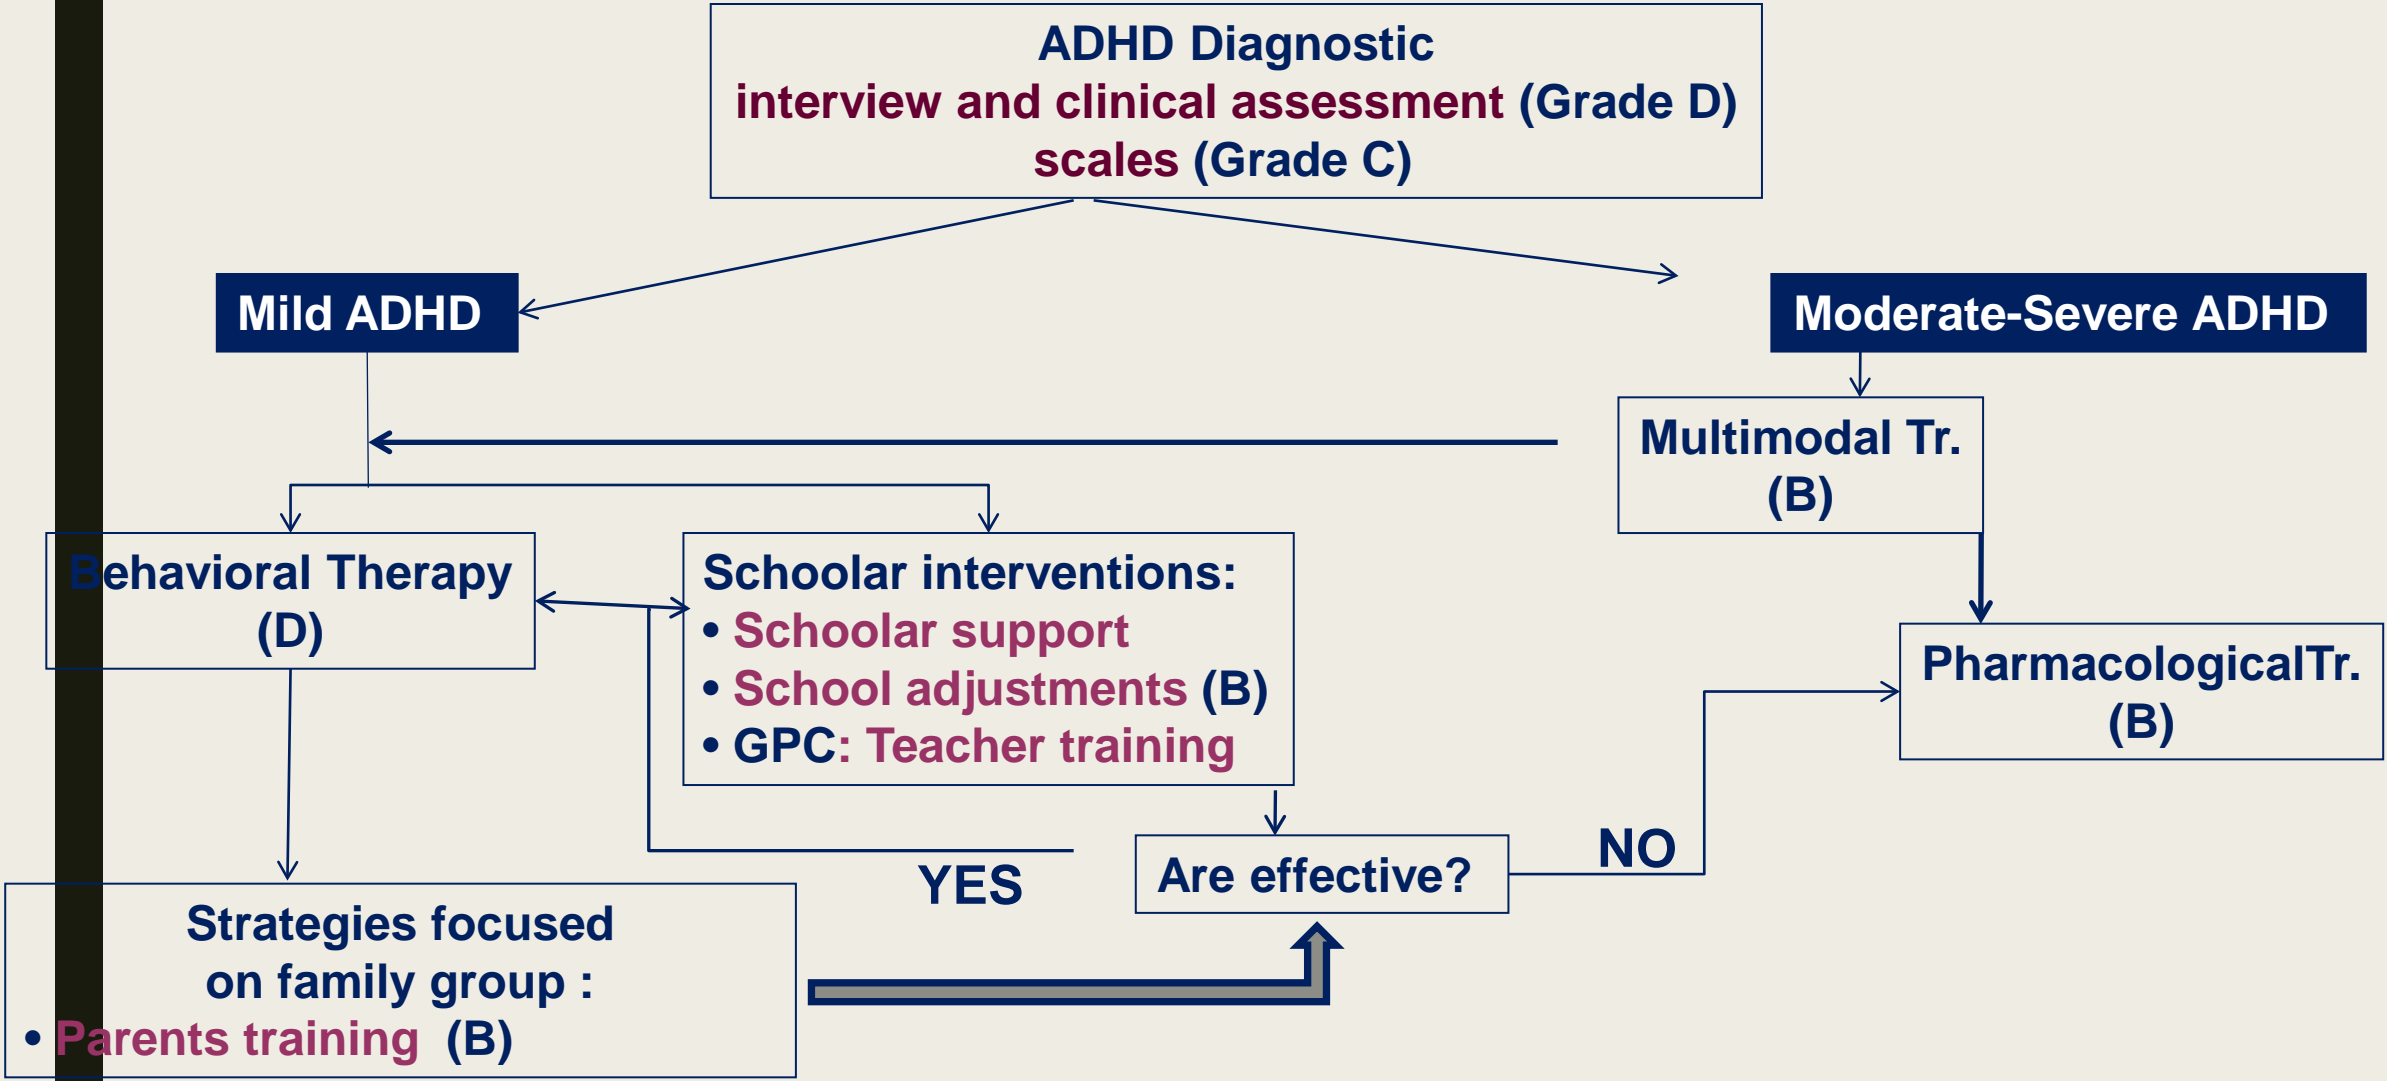 ADHD Diagnostic
interview and clinical assessment (Grade D)
scales (Grade C)
Mild ADHD
Moderate-Severe ADHD
Multimodal Tr.
(B)
Behavioral Therapy
(D)
Schoolar interventions:
• Schoolar support
• School adjustments (B)
• GPC: Teacher training
PharmacologicalTr.
(B)
Are effective?
NO
YES
Strategies focused
on family group :
• Parents training (B)